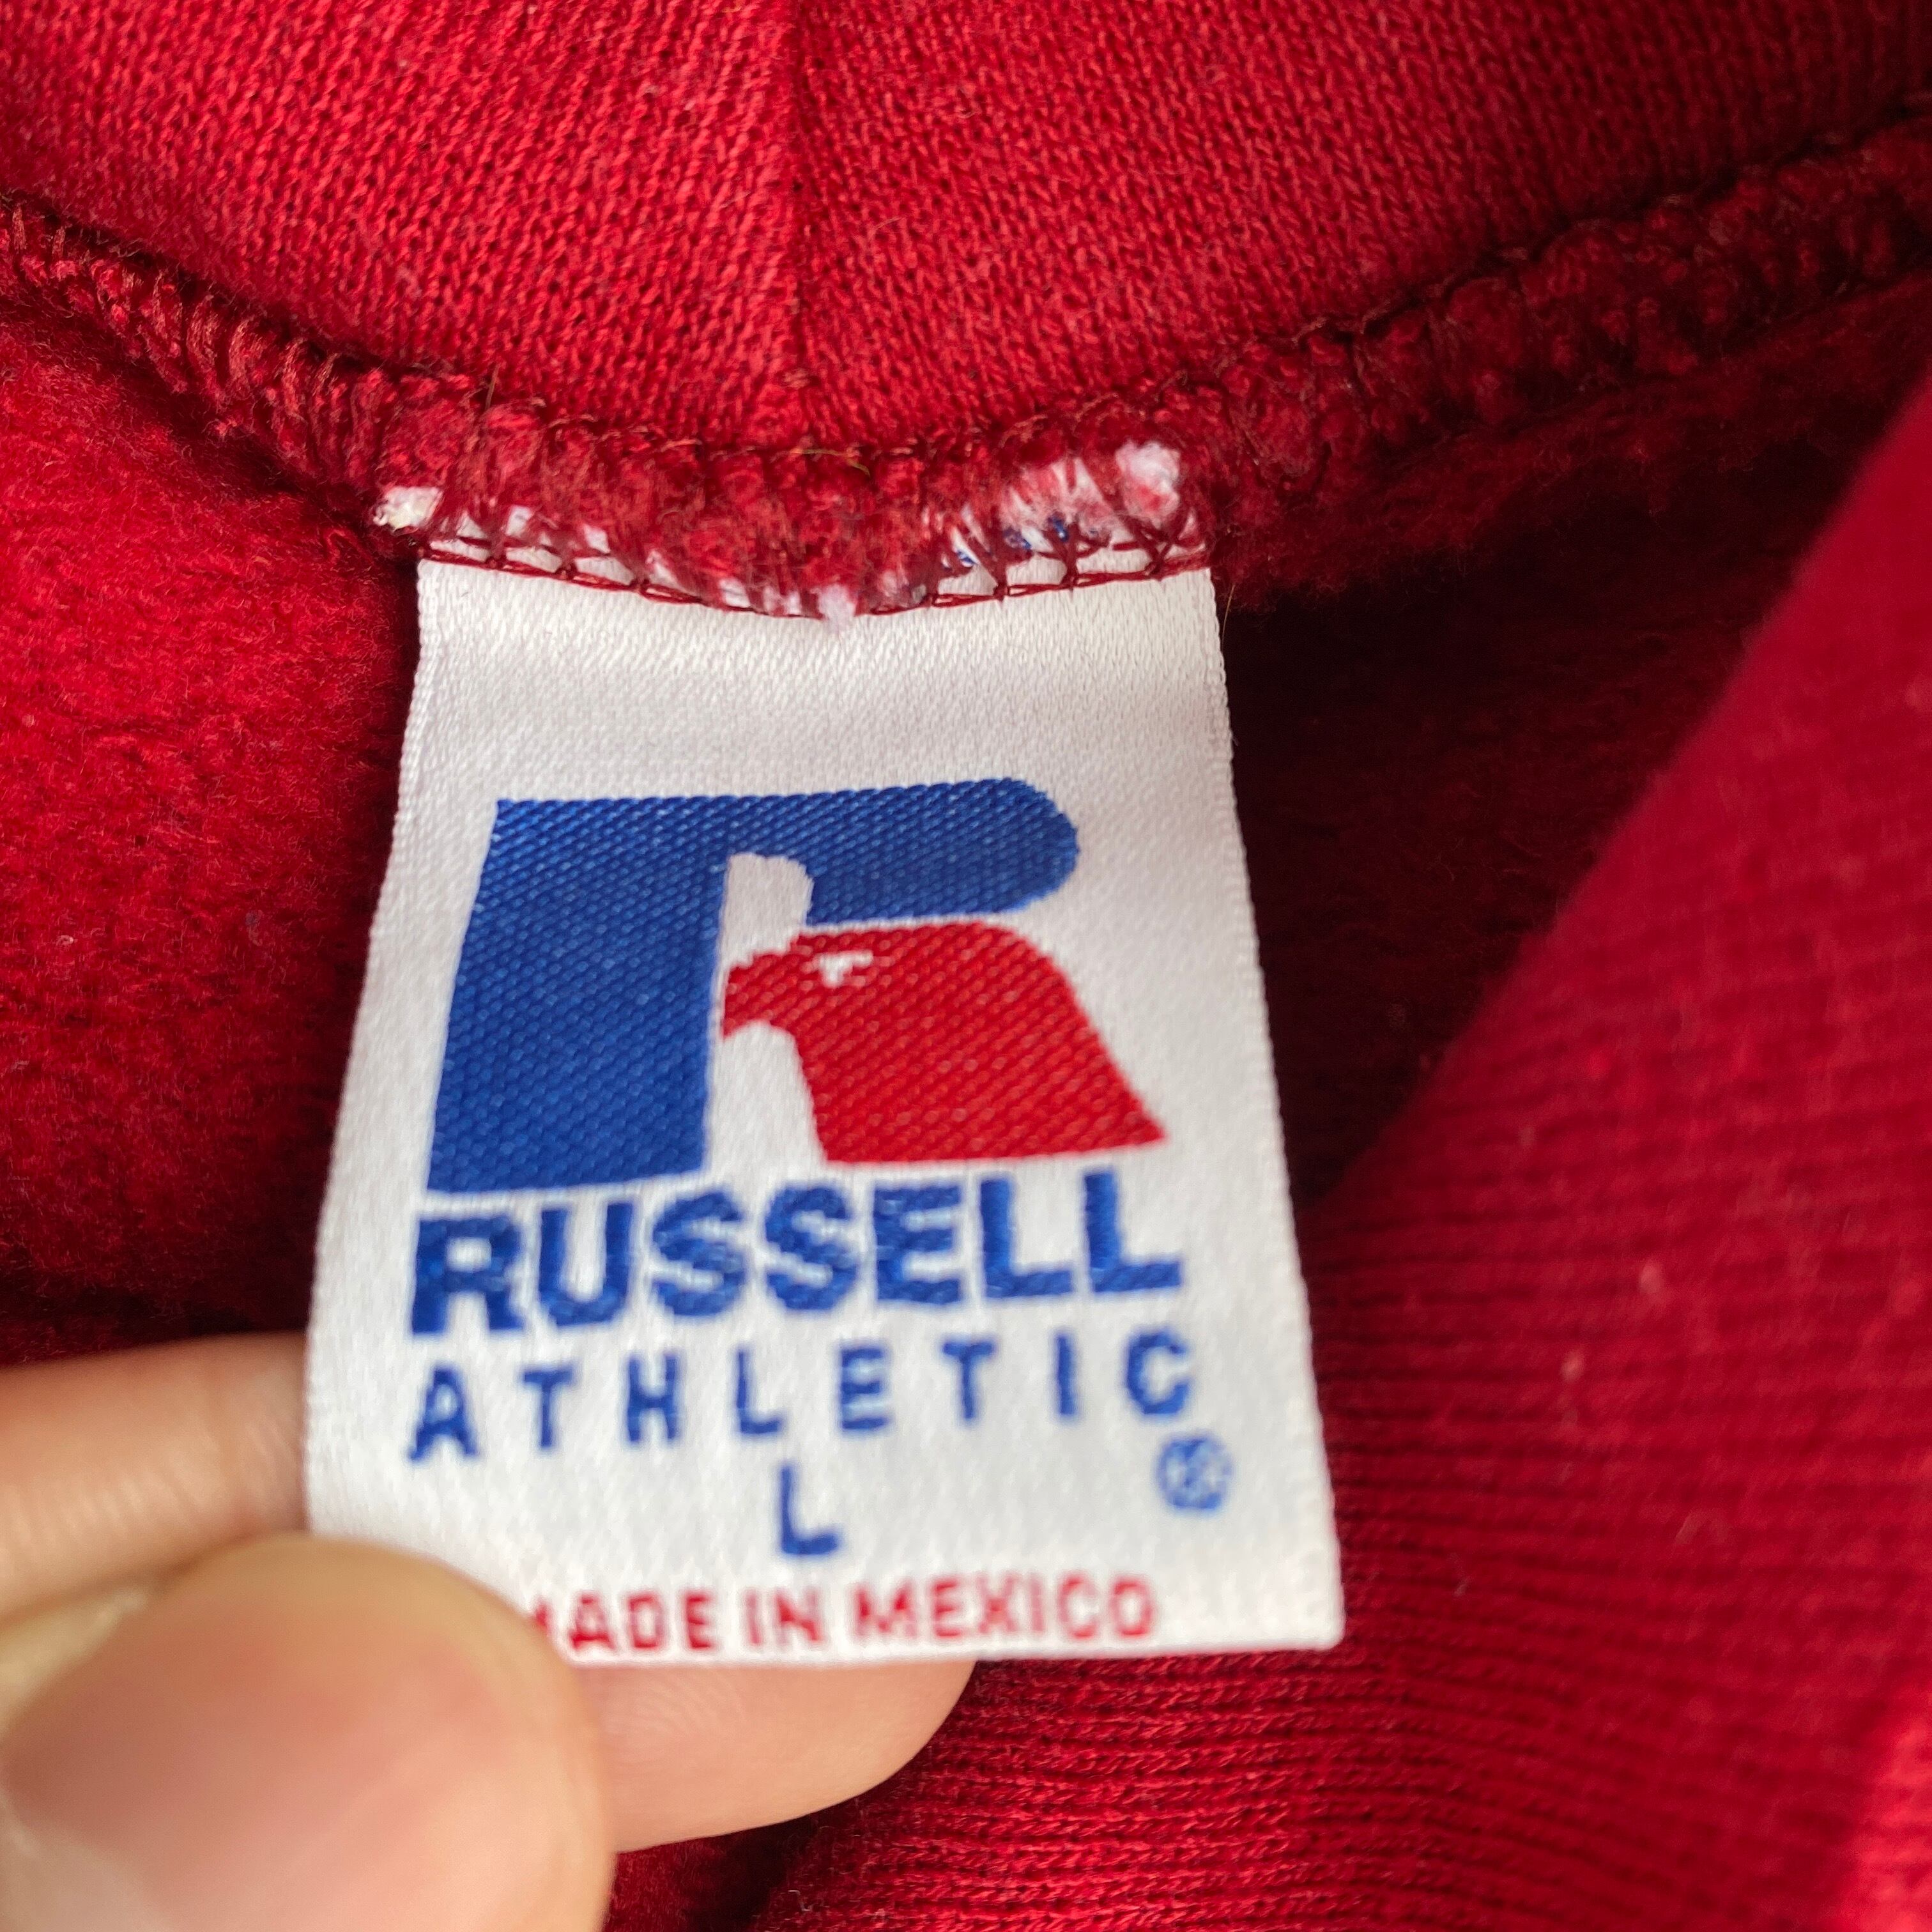 RUSSELL
ATHLETIC
®
L
MADE IN MEXICO